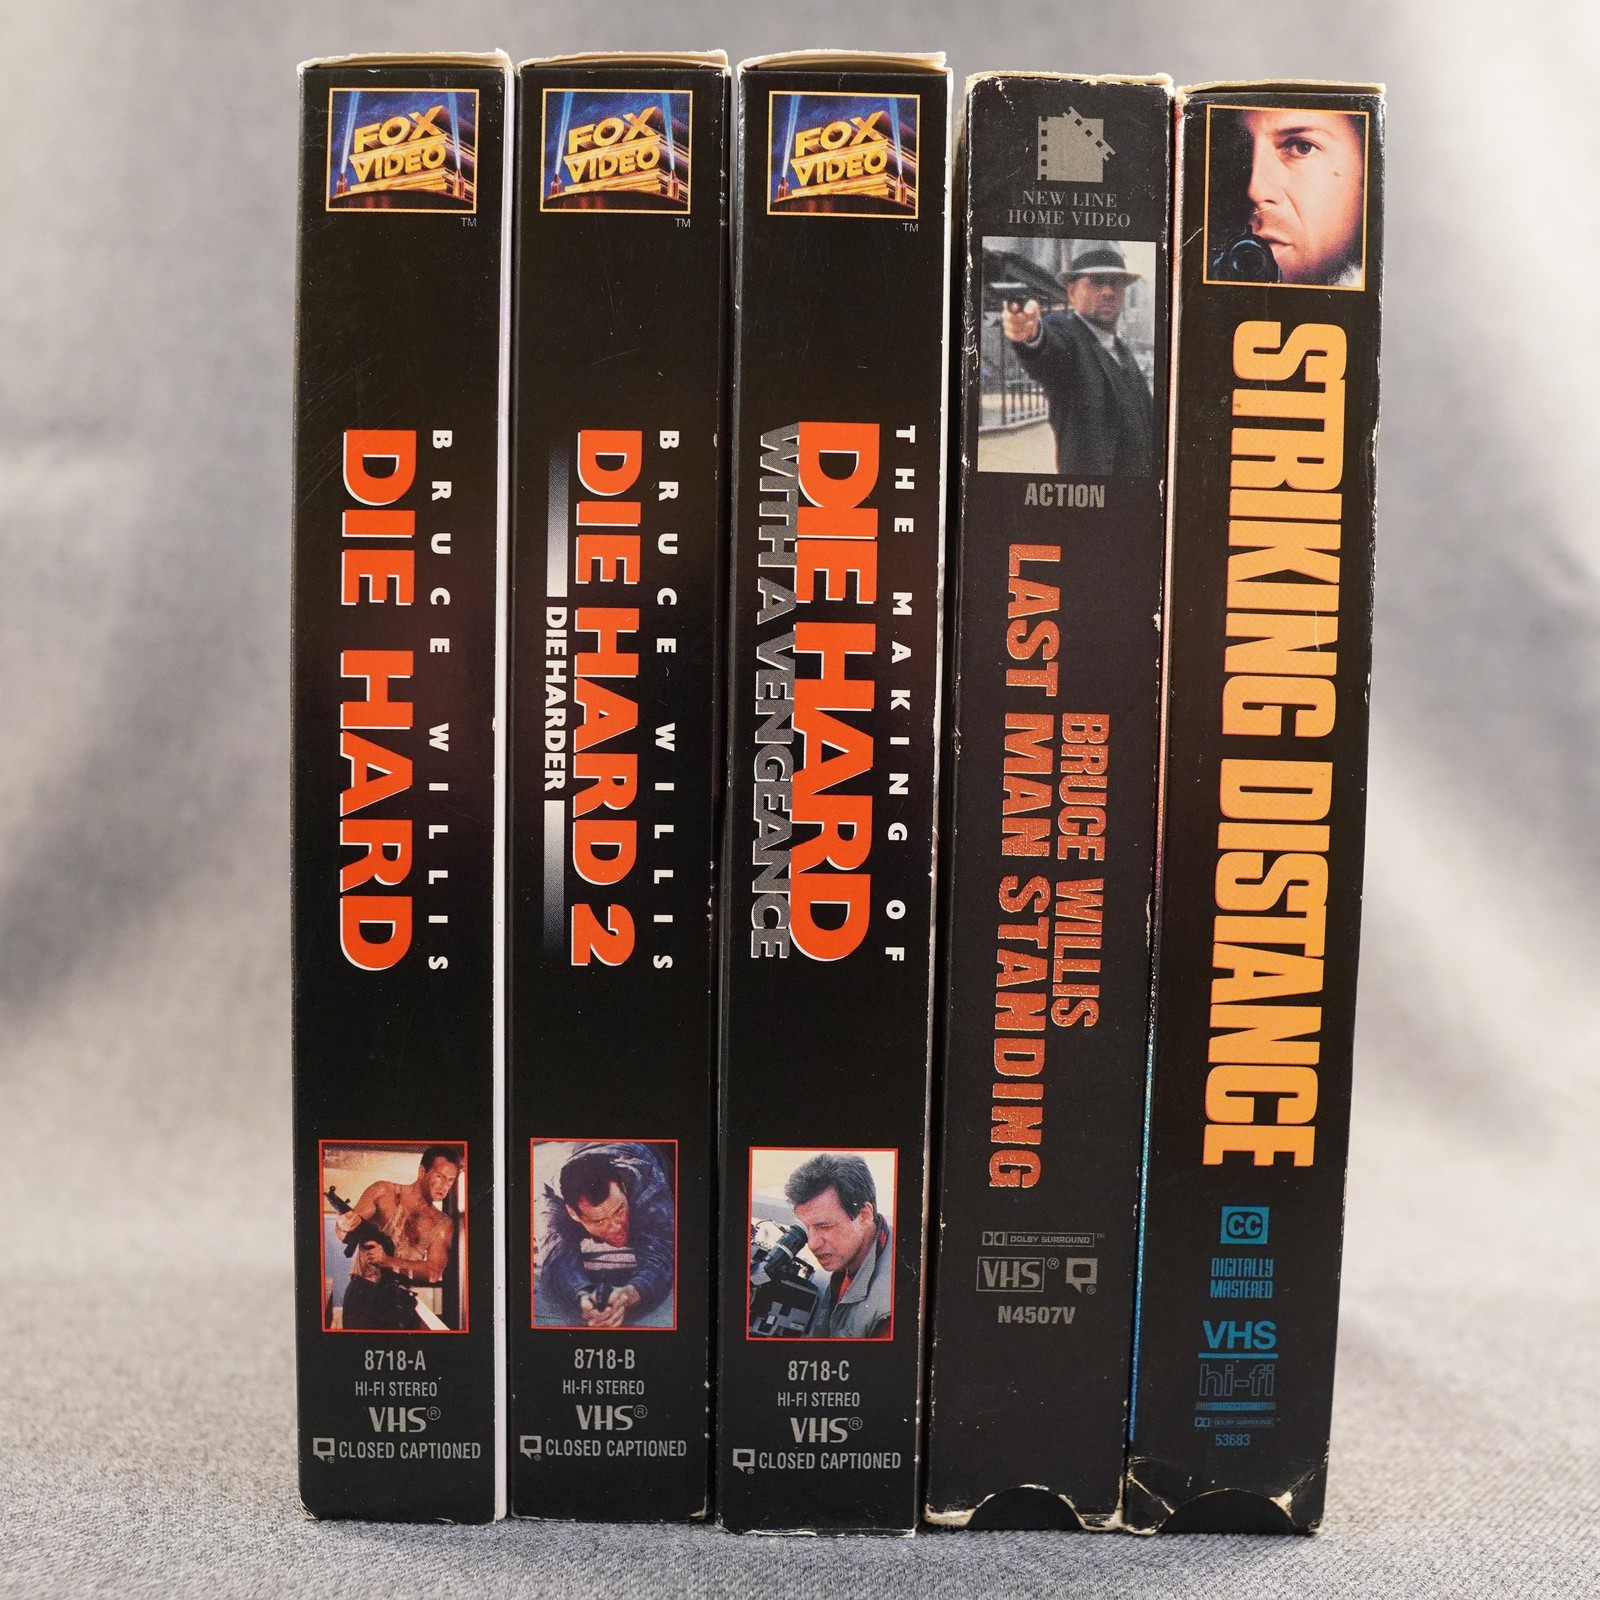 FOX
VIDEO
TM
BRUCE WILLIS
DIE HARD
8718-A
HI-FI STEREO
VHS®
CLOSED CAPTIONED
FOX
VIDEO
TM
BRUCE WILLIS
DIE HARD 2
DIE HARDER
8718-B
HI-FI STEREO
VHS®
CLOSED CAPTIONED
FOX
VIDEO
TM
THE MAKING OF
DIE HARD
WITH A VENGEANCE
8718-C
HI-FI STEREO
VHS®
CLOSED CAPTIONED
NEW LINE
HOME VIDEO
ACTION
BRUCE WILLIS
LAST MAN STANDING
DOLBY SURROUND
VHS®
N4507V
STRIKING DISTANCE
CC
DIGITALLY
MASTERED
VHS
hi-fi
DOLBY SURROUND
53683